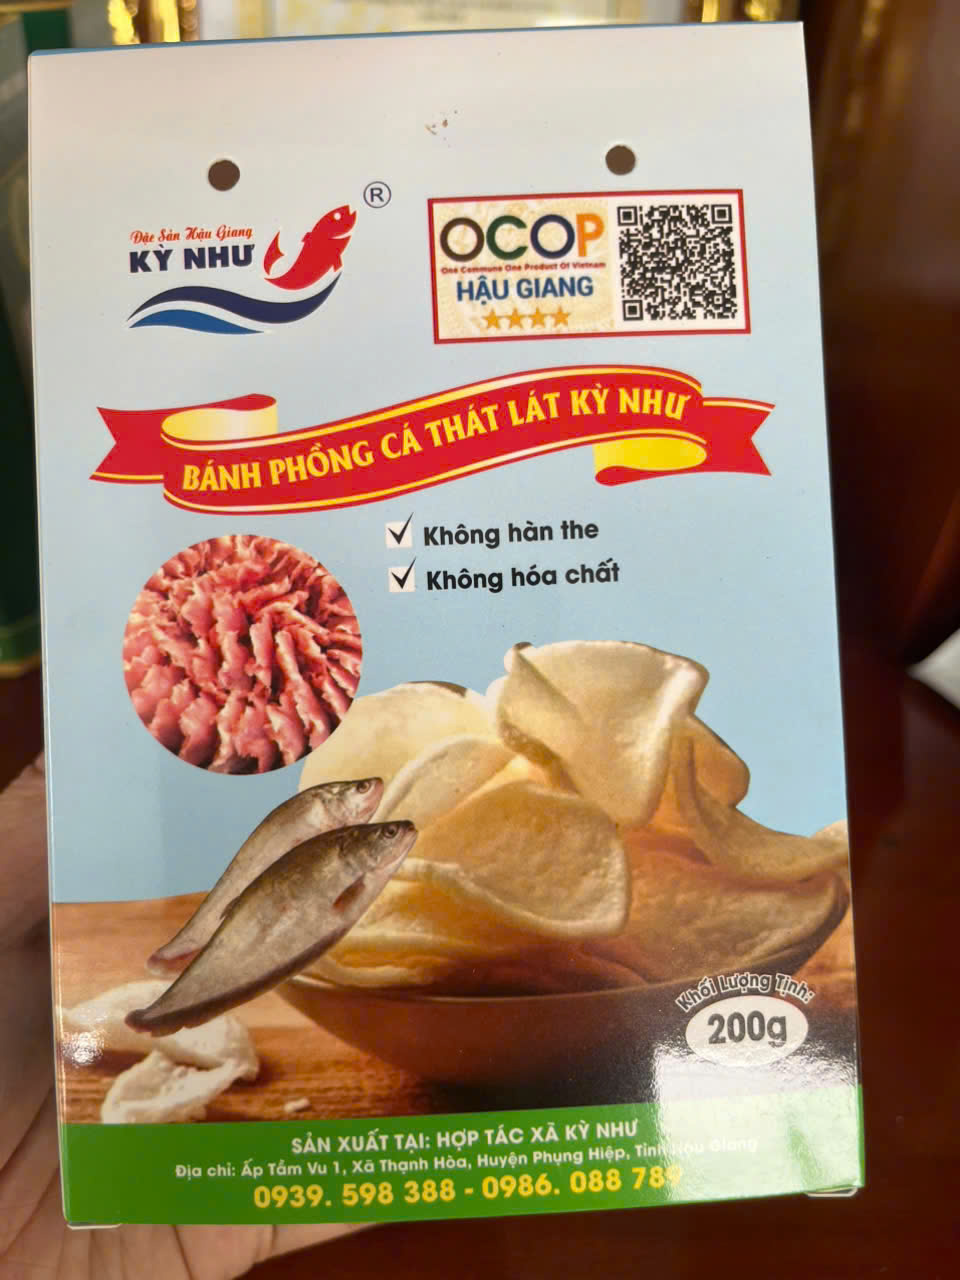 Đặc Sản Hậu Giang
KỲ NHƯ
®
OCOP
One Commune One Product Of Vietnam
HẬU GIANG
BÁNH PHỒNG CÁ THÁT LÁT KỲ NHƯ
Không hàn the
Không hóa chất
Khối Lượng Tịnh:
200g
SẢN XUẤT TẠI: HỢP TÁC XÃ KỲ NHƯ
Địa chỉ: Ấp Tầm Vu 1, Xã Thạnh Hòa, Huyện Phụng Hiệp, Tỉnh Hậu Giang
0939. 598 388 - 0986. 088 789